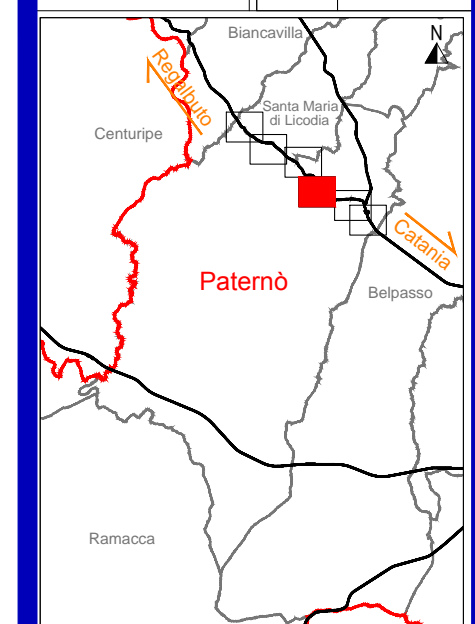 Biancavilla
N
Regalbuto
Santa Maria
di Licodia
Centuripe
Catania
Paternò
Belpasso
Ramacca